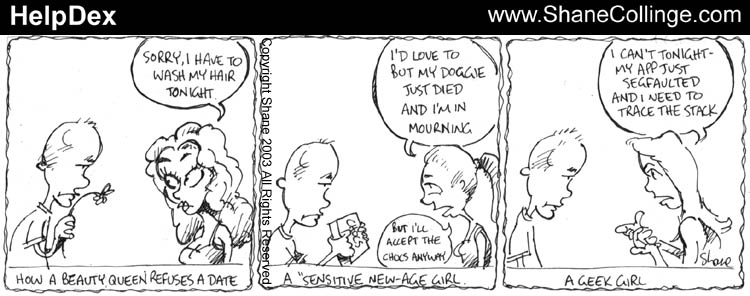 HelpDex
www.ShaneCollinge.com
SORRY, I HAVE TO
WASH MY HAIR
TONIGHT
HOW A BEAUTY QUEEN REFUSES A DATE
Copyright Shane 2003 All Rights Reserved
I'D LOVE TO
BUT MY DOGGIE
JUST DIED
AND I'M IN
MOURNING
BUT I'LL
ACCEPT THE
CHOCS ANYWAY
A "SENSITIVE NEW-AGE GIRL.
I CAN'T TONIGHT-
MY APP JUST
SEGFAULTED
AND I NEED TO
TRACE THE STACK
Shane
A GEEK GIRL